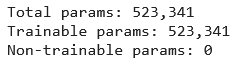 Total params: 523,341
Trainable params: 523,341
Non-trainable params: 0